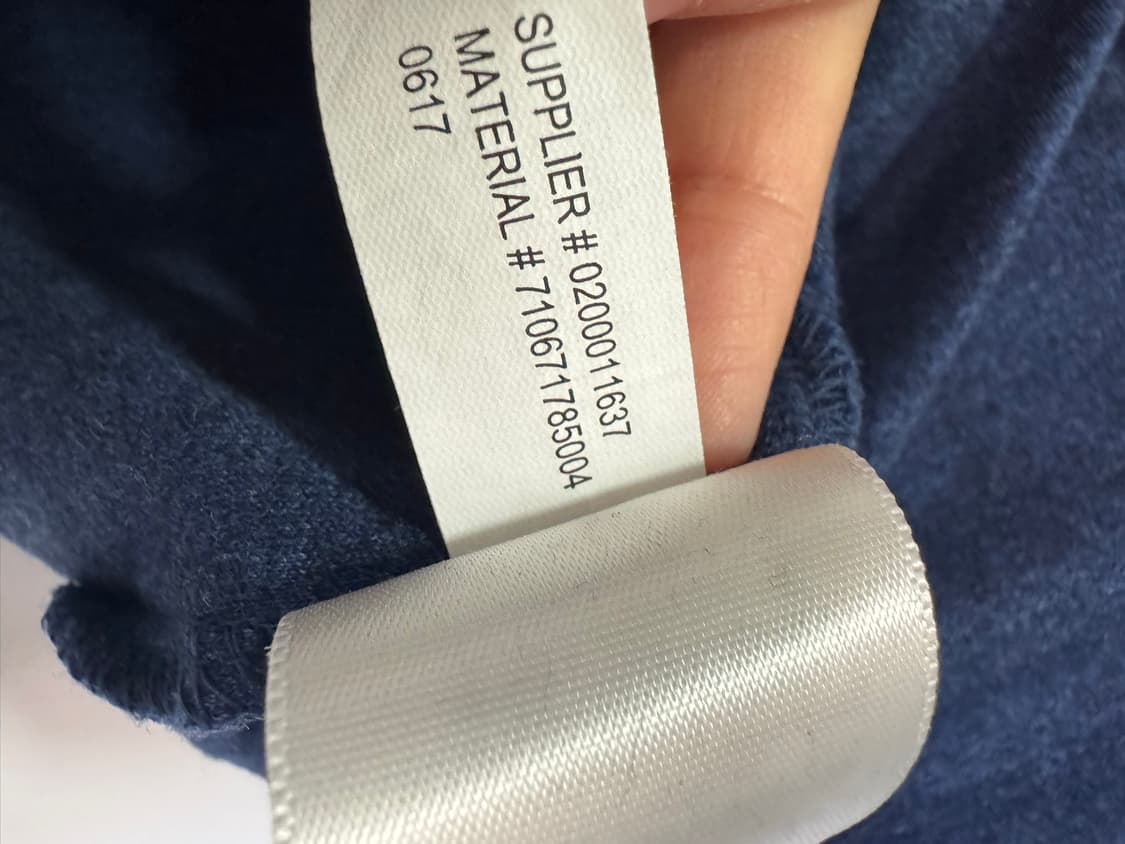 SUPPLIER # 0200011637
MATERIAL # 710671785004
0617